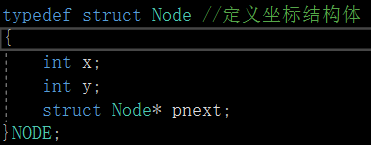 typedef struct Node //定义坐标结构体
{
    int x;
    int y;
    struct Node* pnext;
}NODE;